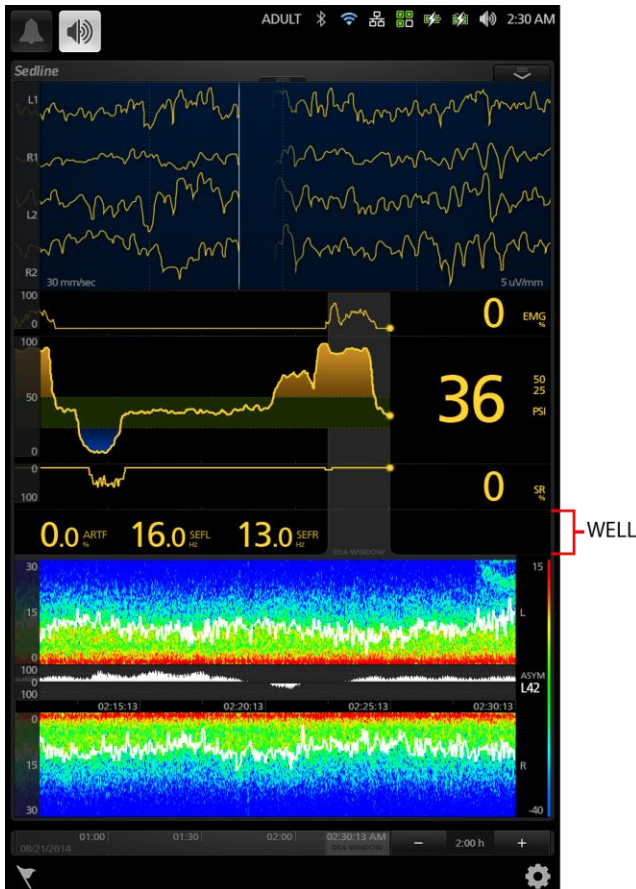 ADULT 2:30 AM
Sedline
L1
R1
L2
R2 30 mm/sec 5 uV/mm
100
0
0 EMG %
100
50
0
36 50 25 PSI
0
100
0 SR %
0.0 ARTF % 16.0 SEFL Hz 13.0 SEFR Hz
DSA WINDOW
WELL
30 15
15 L
0
100
0
100
ASYM
L42
02:15:13 02:20:13 02:25:13 02:30:13
0
15 R
30 -40
01:00 01:30 02:00 02:30:13 AM − 2:00 h +
08/21/2014 DSA WINDOW